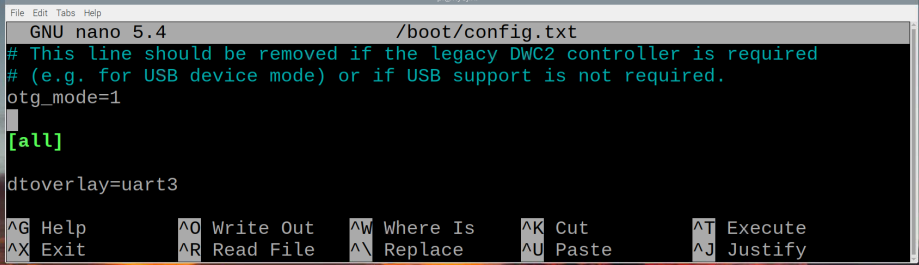 File Edit Tabs Help
GNU nano 5.4 /boot/config.txt
# This line should be removed if the legacy DWC2 controller is required
# (e.g. for USB device mode) or if USB support is not required.
otg_mode=1
[all]
dtoverlay=uart3
^G Help ^O Write Out ^W Where Is ^K Cut ^T Execute
^X Exit ^R Read File ^\ Replace ^U Paste ^J Justify